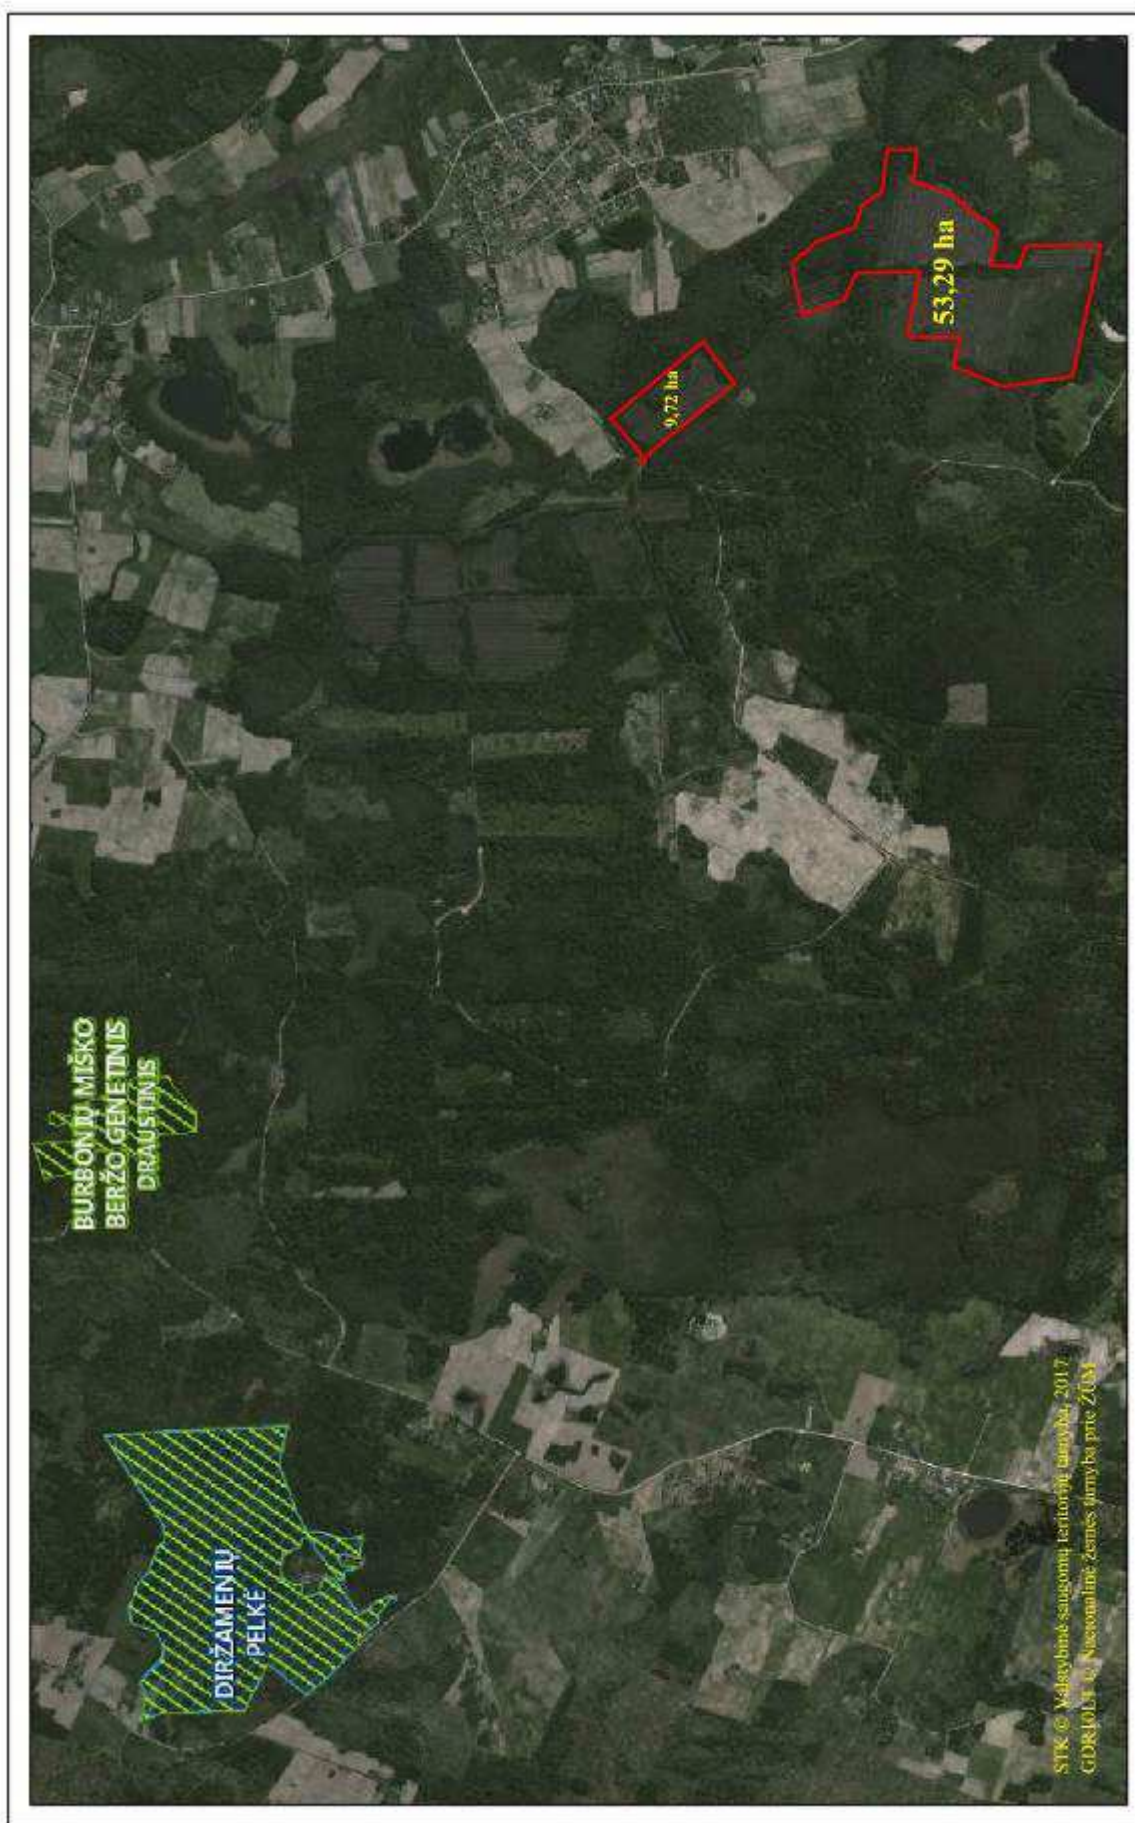 BURBONIŲ MIŠKO
BERŽO GENETINIS
DRAUSTINIS
DIRŽAMENIŲ
PELKĖ
9,72 ha
53,29 ha
STK © Valstybinė saugomų teritorijų tarnyba, 2017
GDR10LT © Nacionalinė žemės tarnyba prie ŽŪM